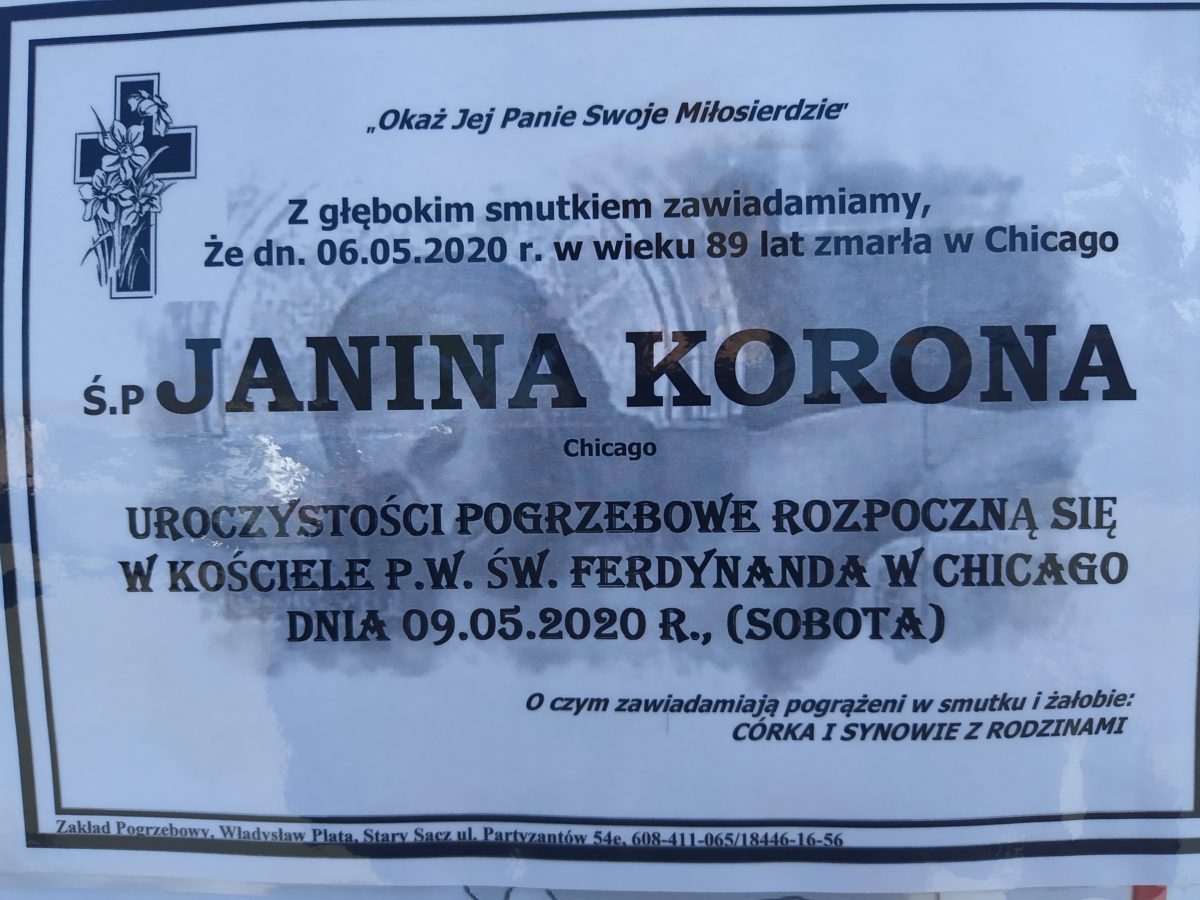 „Okaż Jej Panie Swoje Miłosierdzie"
Z głębokim smutkiem zawiadamiamy,
Że dn. 06.05.2020 r. w wieku 89 lat zmarła w Chicago
Ś.P JANINA KORONA
Chicago
UROCZYSTOŚCI POGRZEBOWE ROZPOCZNĄ SIĘ
W KOŚCIELE P.W. ŚW. FERDYNANDA W CHICAGO
DNIA 09.05.2020 R., (SOBOTA)
O czym zawiadamiają pogrążeni w smutku i żałobie:
CÓRKA I SYNOWIE Z RODZINAMI
Zakład Pogrzebowy, Władysław Plata, Stary Sącz ul. Partyzantów 54e, 608-411-065/18446-16-56